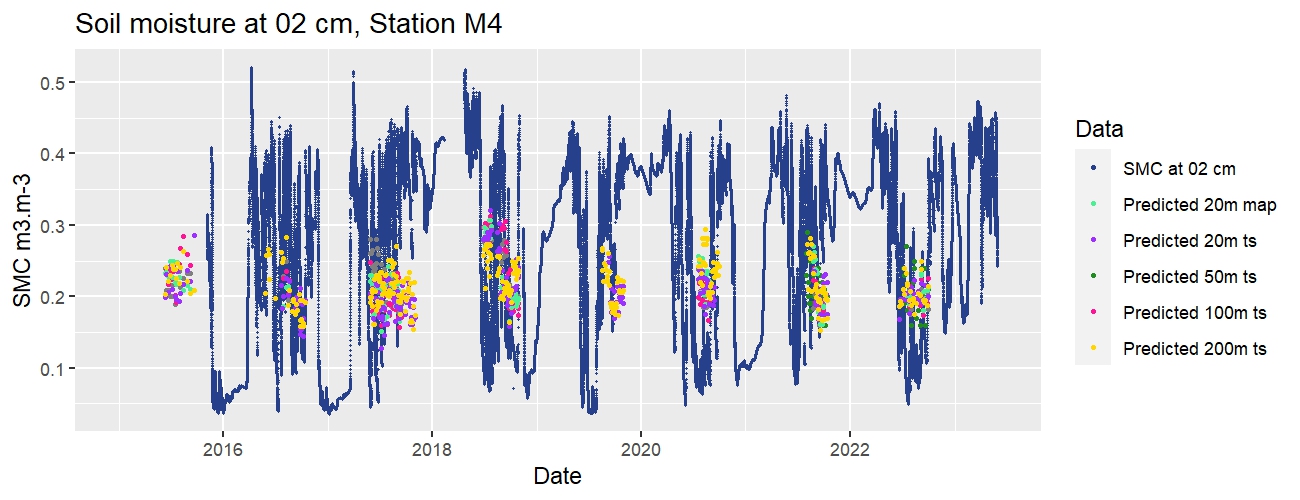 Soil moisture at 02 cm, Station M4
SMC m3.m-3
0.5
0.4
0.3
0.2
0.1
2016
2018
2020
2022
Date
Data
SMC at 02 cm
Predicted 20m map
Predicted 20m ts
Predicted 50m ts
Predicted 100m ts
Predicted 200m ts